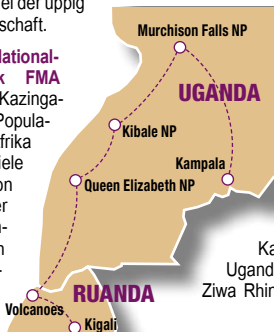 ei der üppig
schaft.
National-
k FMA
Kazinga-
Popula-
frika
iele
on
er
n-
n
-
Murchison Falls NP
UGANDA
Kibale NP
Kampala
Queen Elizabeth NP
Ka
Ugand
Ziwa Rhin
RUANDA
Volcanoes
Kigali